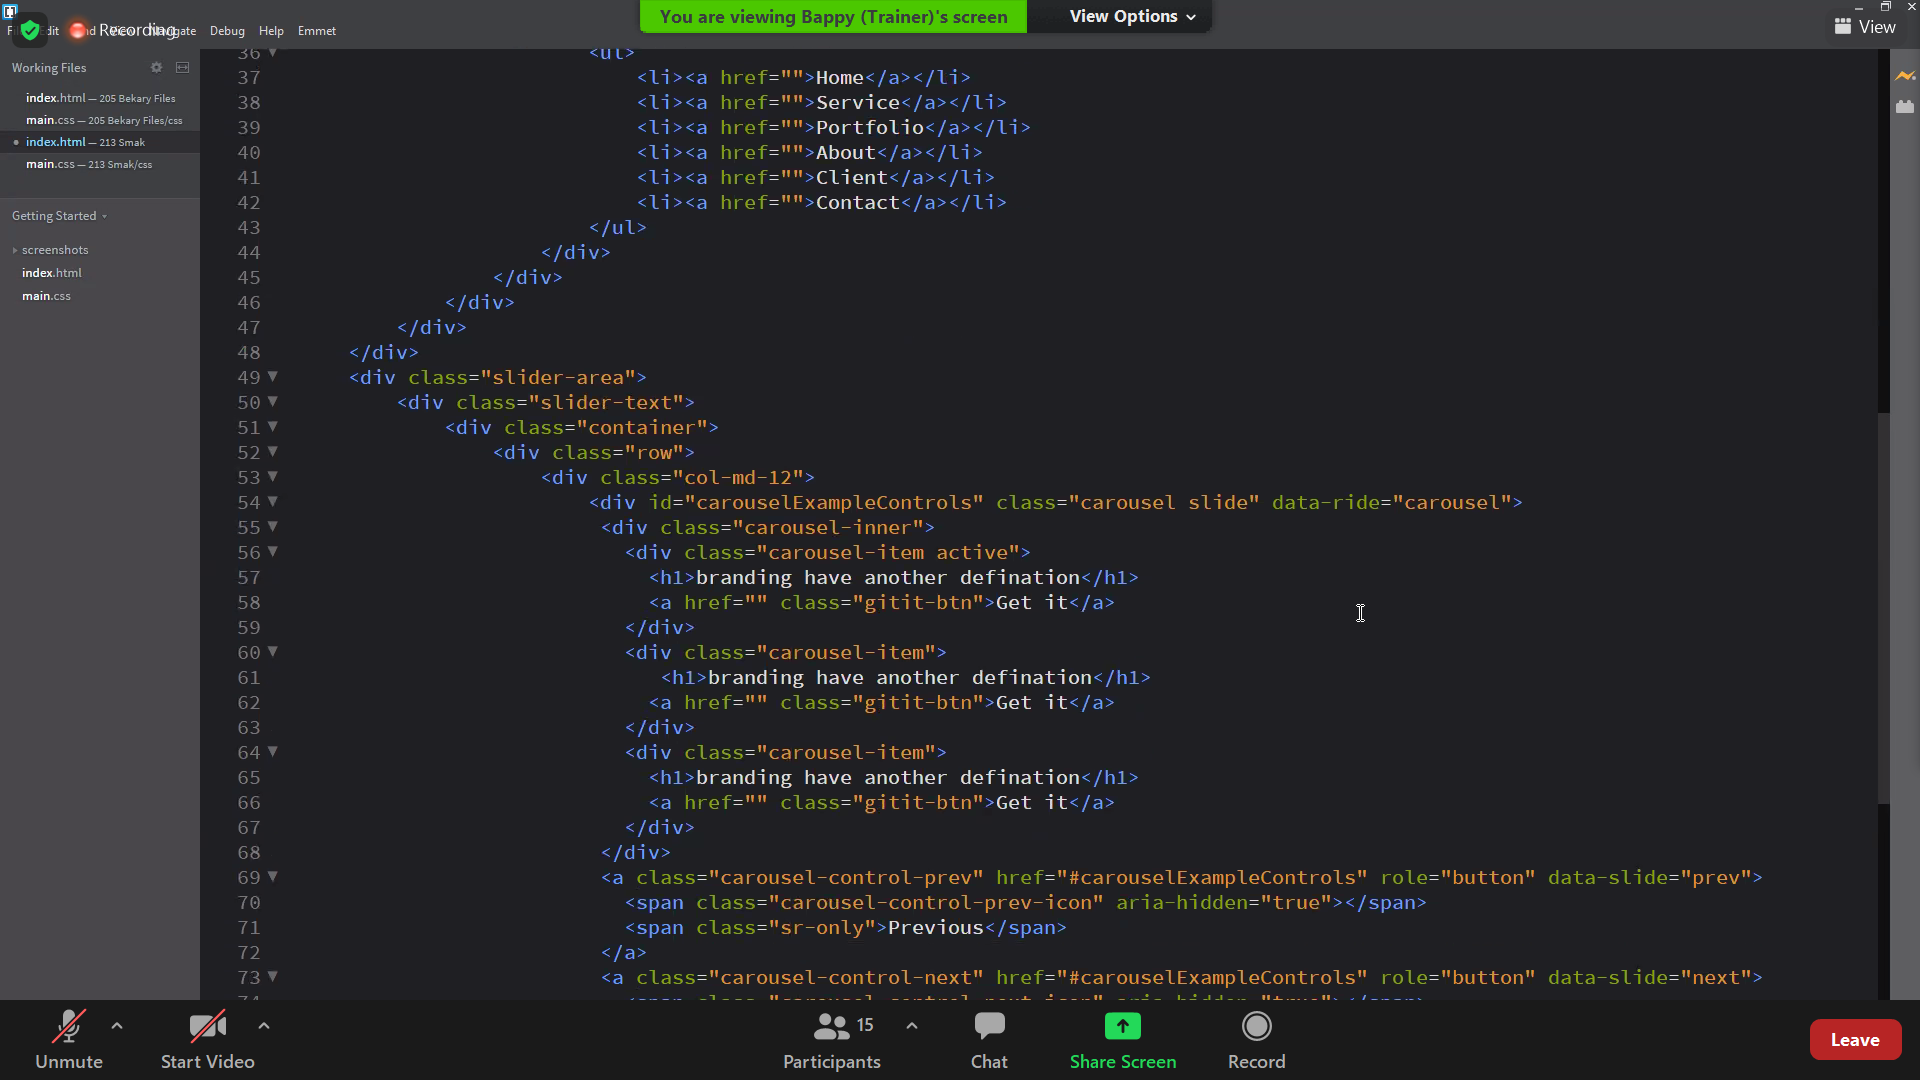 You are viewing Bappy (Trainer)'s screen
View Options
View
Recording
Debug Help Emmet
Working Files
index.html — 205 Bekary Files
main.css — 205 Bekary Files/css
index.html — 213 Smak
main.css — 213 Smak/css
Getting Started
screenshots
index.html
main.css
36 <ul>
37 <li><a href="">Home</a></li>
38 <li><a href="">Service</a></li>
39 <li><a href="">Portfolio</a></li>
40 <li><a href="">About</a></li>
41 <li><a href="">Client</a></li>
42 <li><a href="">Contact</a></li>
43 </ul>
44 </div>
45 </div>
46 </div>
47 </div>
48 </div>
49 <div class="slider-area">
50 <div class="slider-text">
51 <div class="container">
52 <div class="row">
53 <div class="col-md-12">
54 <div id="carouselExampleControls" class="carousel slide" data-ride="carousel">
55 <div class="carousel-inner">
56 <div class="carousel-item active">
57 <h1>branding have another defination</h1>
58 <a href="" class="gitit-btn">Get it</a>
59 </div>
60 <div class="carousel-item">
61 <h1>branding have another defination</h1>
62 <a href="" class="gitit-btn">Get it</a>
63 </div>
64 <div class="carousel-item">
65 <h1>branding have another defination</h1>
66 <a href="" class="gitit-btn">Get it</a>
67 </div>
68 </div>
69 <a class="carousel-control-prev" href="#carouselExampleControls" role="button" data-slide="prev">
70 <span class="carousel-control-prev-icon" aria-hidden="true"></span>
71 <span class="sr-only">Previous</span>
72 </a>
73 <a class="carousel-control-next" href="#carouselExampleControls" role="button" data-slide="next">
Unmute
Start Video
15
Participants
Chat
Share Screen
Record
Leave